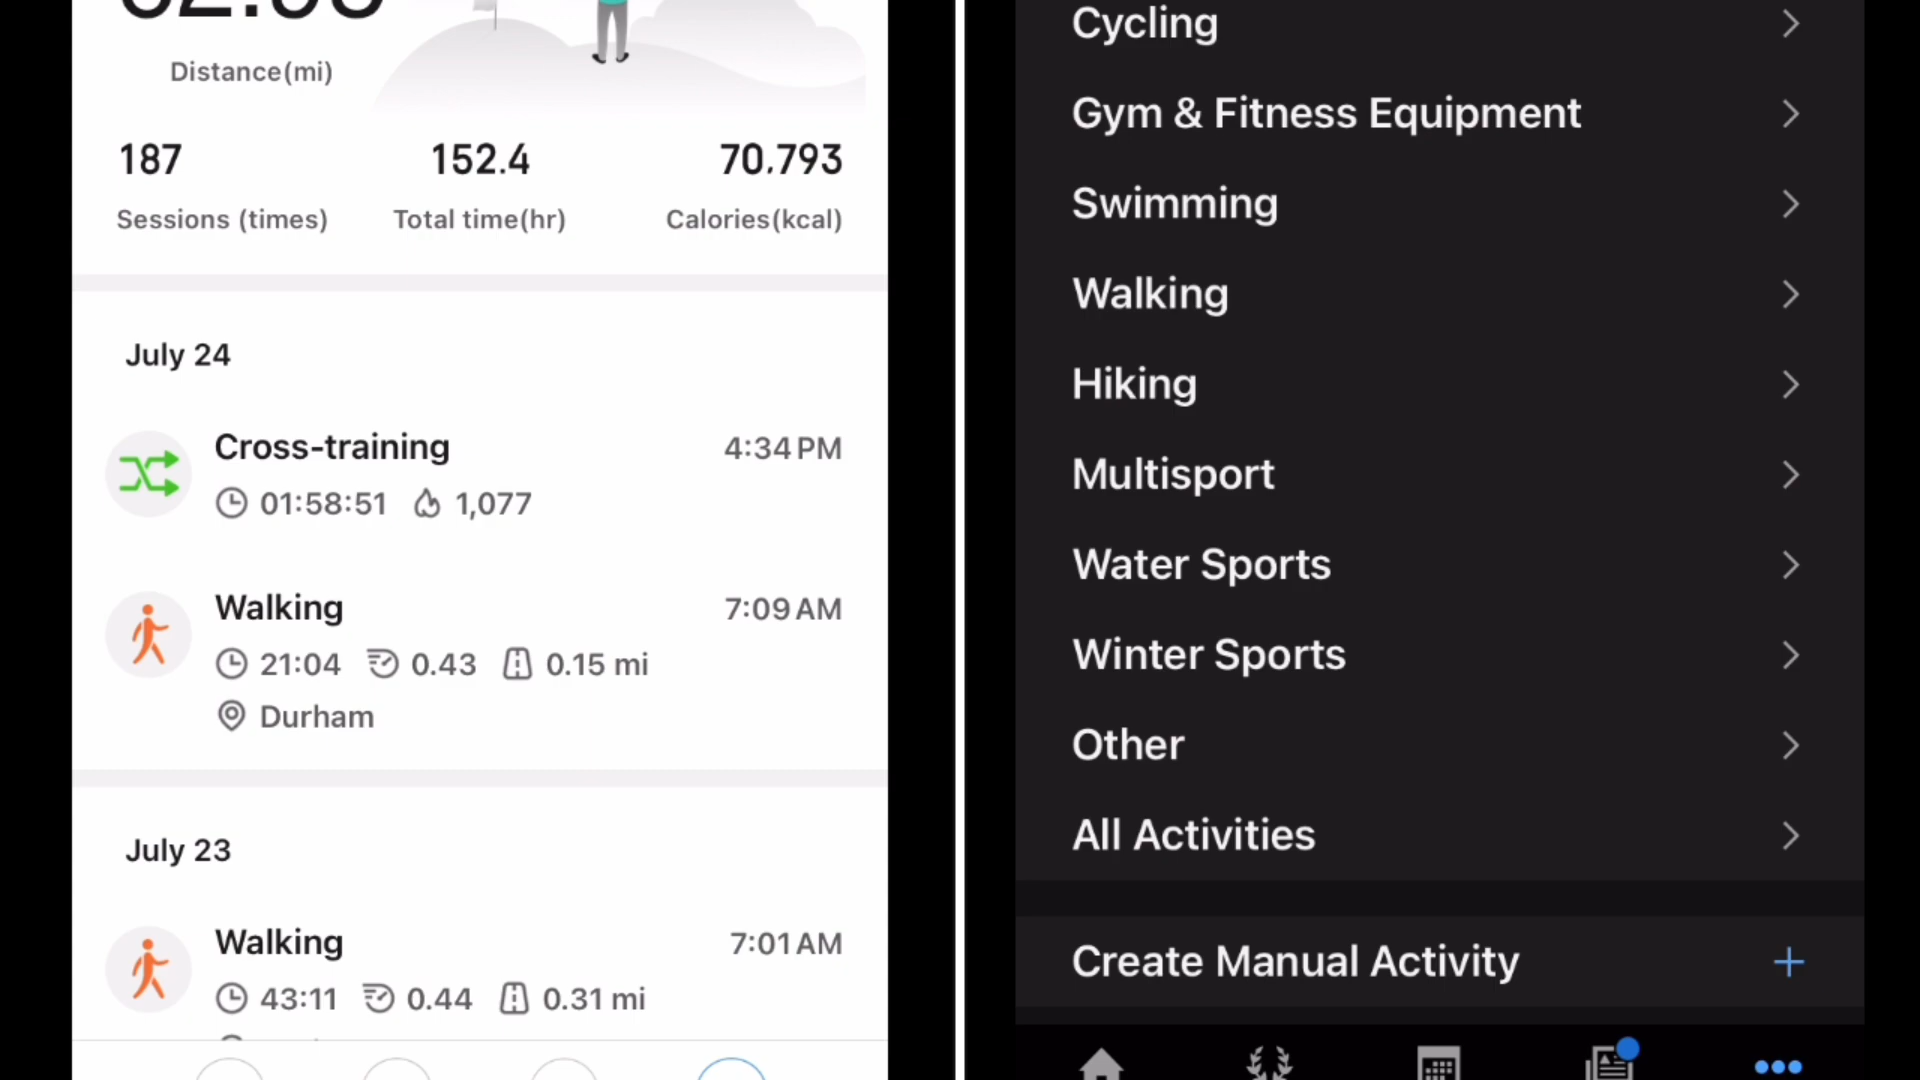 Distance(mi)
187
152.4
70,793
Sessions (times)
Total time(hr)
Calories(kcal)
July 24
Cross-training
4:34 PM
01:58:51
1,077
Walking
7:09 AM
21:04
0.43
0.15 mi
Durham
July 23
Walking
7:01 AM
43:11
0.44
0.31 mi
Cycling
Gym & Fitness Equipment
Swimming
Walking
Hiking
Multisport
Water Sports
Winter Sports
Other
All Activities
Create Manual Activity